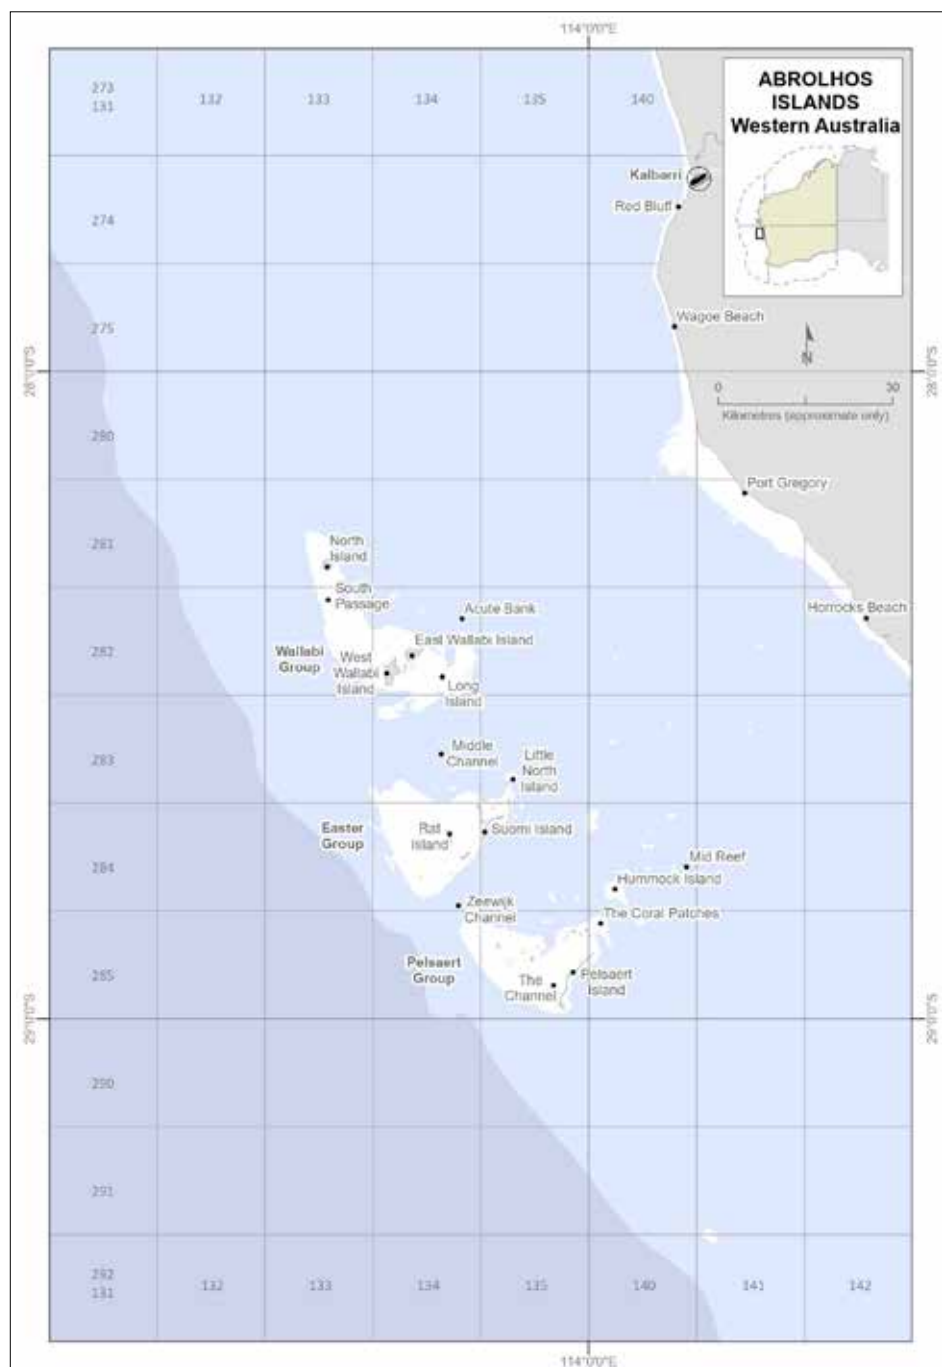 114°0'0"E
273
131
132
133
134
135
140
ABROLHOS
ISLANDS
Western Australia
Kalbarri
Red Bluff
274
275
Wagoe Beach
N
28°0'0"S
28°0'0"S
0
30
Kilometres (approximate only)
280
Port Gregory
281
North
Island
South
Passage
Acute Bank
Horrocks Beach
East Wallabi Island
282
Wallabi
Group
West
Wallabi
Island
Long
Island
283
Middle
Channel
Little
North
Island
Easter
Group
Rat
Island
Suomi Island
284
Mid Reef
Hummock Island
Zeewijk
Channel
The Coral Patches
Pelsaert
Group
285
The
Channel
Pelsaert
Island
29°0'0"S
29°0'0"S
290
291
292
131
132
133
134
135
140
141
142
114°0'0"E